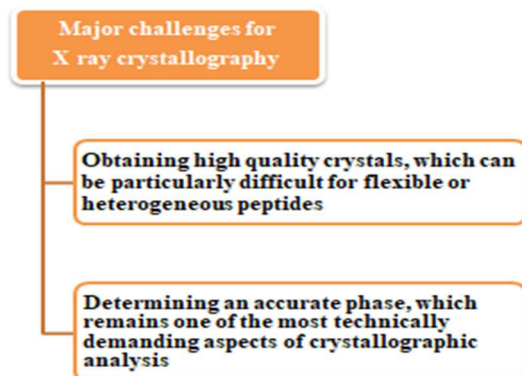 Major challenges for
X ray crystallography
Obtaining high quality crystals, which can
be particularly difficult for flexible or
heterogeneous peptides
Determining an accurate phase, which
remains one of the most technically
demanding aspects of crystallographic
analysis